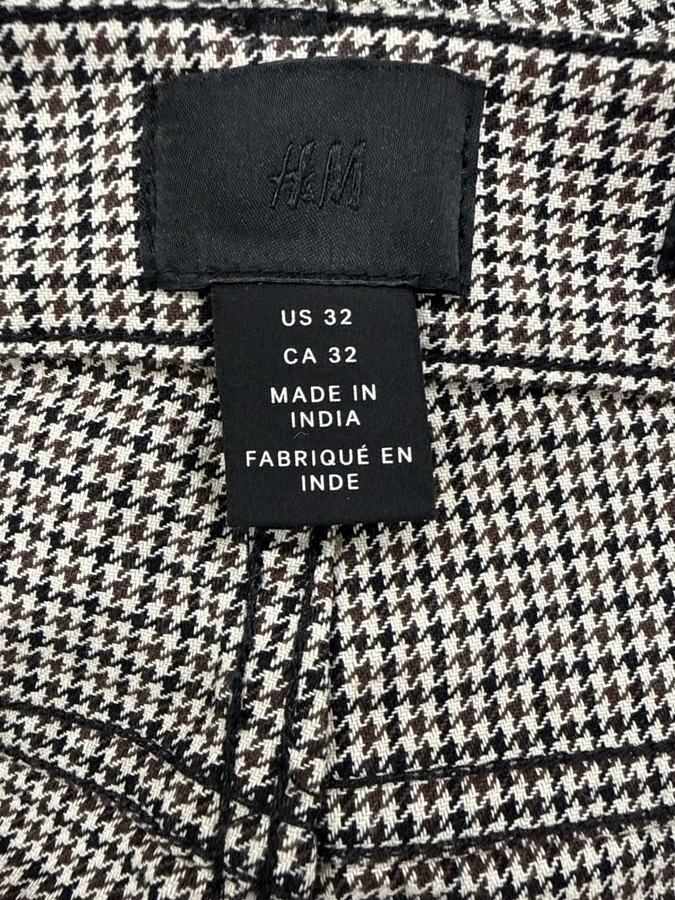 H&M
US 32
CA 32
MADE IN
INDIA
FABRIQUÉ EN
INDE